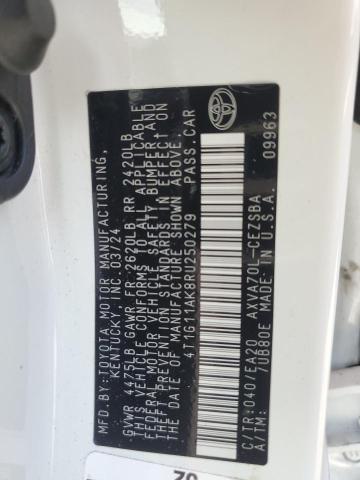 MFD.BY:TOYOTA MOTOR MANUFACTURING,
KENTUCKY, INC. 03/24
GVWR 4475LB GAWR FR 2620LB RR 2420LB
THIS VEHICLE CONFORMS TO ALL APPLICABLE
FEDERAL MOTOR VEHICLE SAFETY, BUMPER, AND
THEFT PREVENTION STANDARDS IN EFFECT ON
THE DATE OF MANUFACTURE SHOWN ABOVE.
4T1G11AK8RU250279 PASS.CAR
C/TR:040/EA20 AXVA70L-CEZSBA
A/TM: 70B80E MADE IN U.S.A. 09963